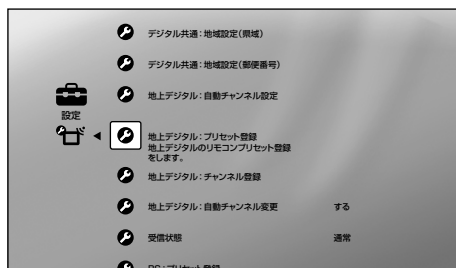 デジタル共通：地域設定（県域）
デジタル共通：地域設定（郵便番号）
地上デジタル：自動チャンネル設定
設定
地上デジタル：プリセット登録
地上デジタルのリモコンプリセット登録
をします。
地上デジタル：チャンネル登録
地上デジタル：自動チャンネル変更 する
受信状態 通常